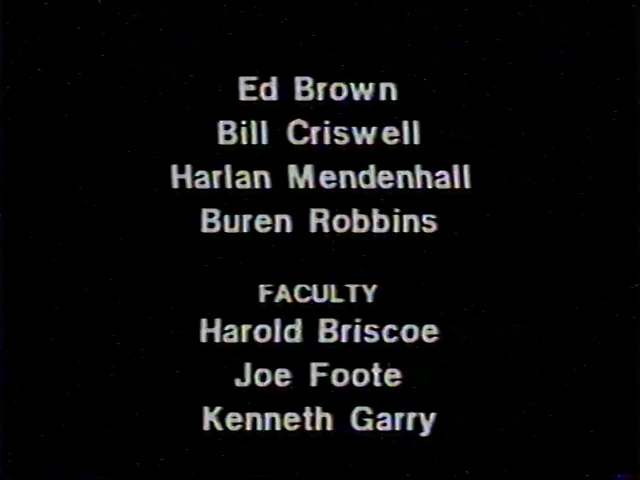 Ed Brown
Bill Criswell
Harlan Mendenhall
Buren Robbins
FACULTY
Harold Briscoe
Joe Foote
Kenneth Garry